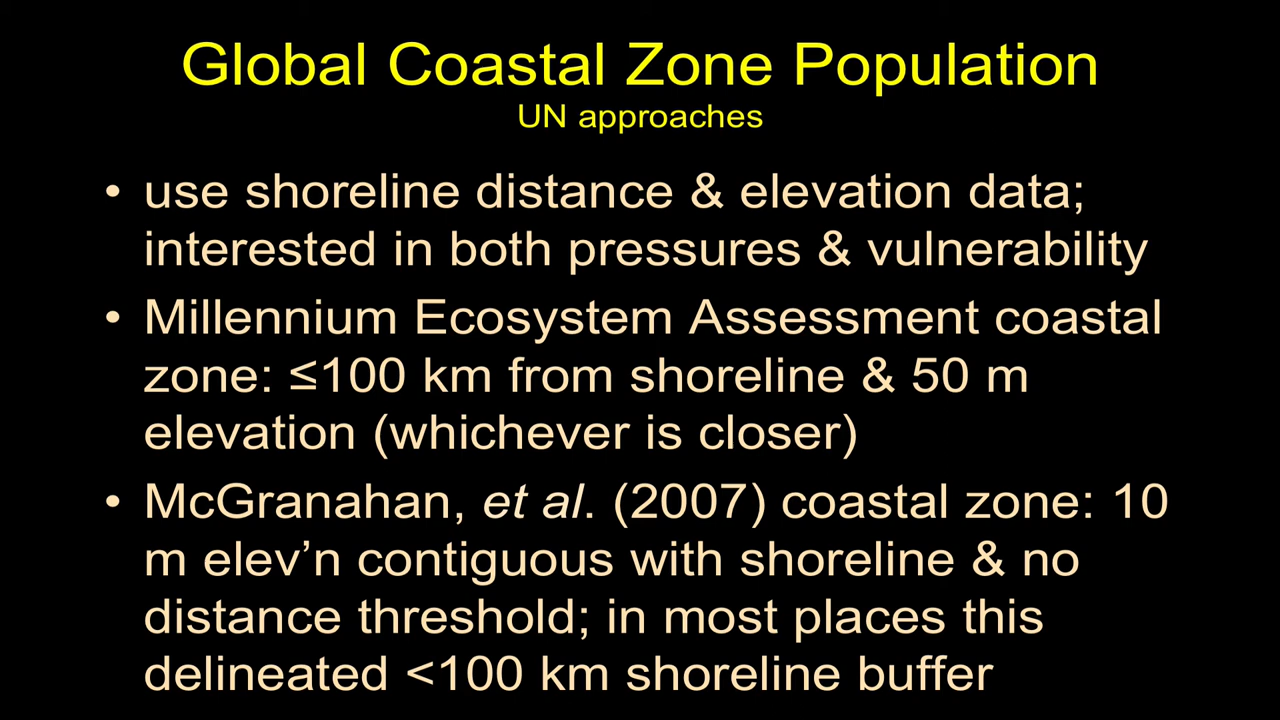 Global Coastal Zone Population
UN approaches
• use shoreline distance & elevation data;
interested in both pressures & vulnerability
• Millennium Ecosystem Assessment coastal
zone: ≤100 km from shoreline & 50 m
elevation (whichever is closer)
• McGranahan, et al. (2007) coastal zone: 10
m elev’n contiguous with shoreline & no
distance threshold; in most places this
delineated <100 km shoreline buffer